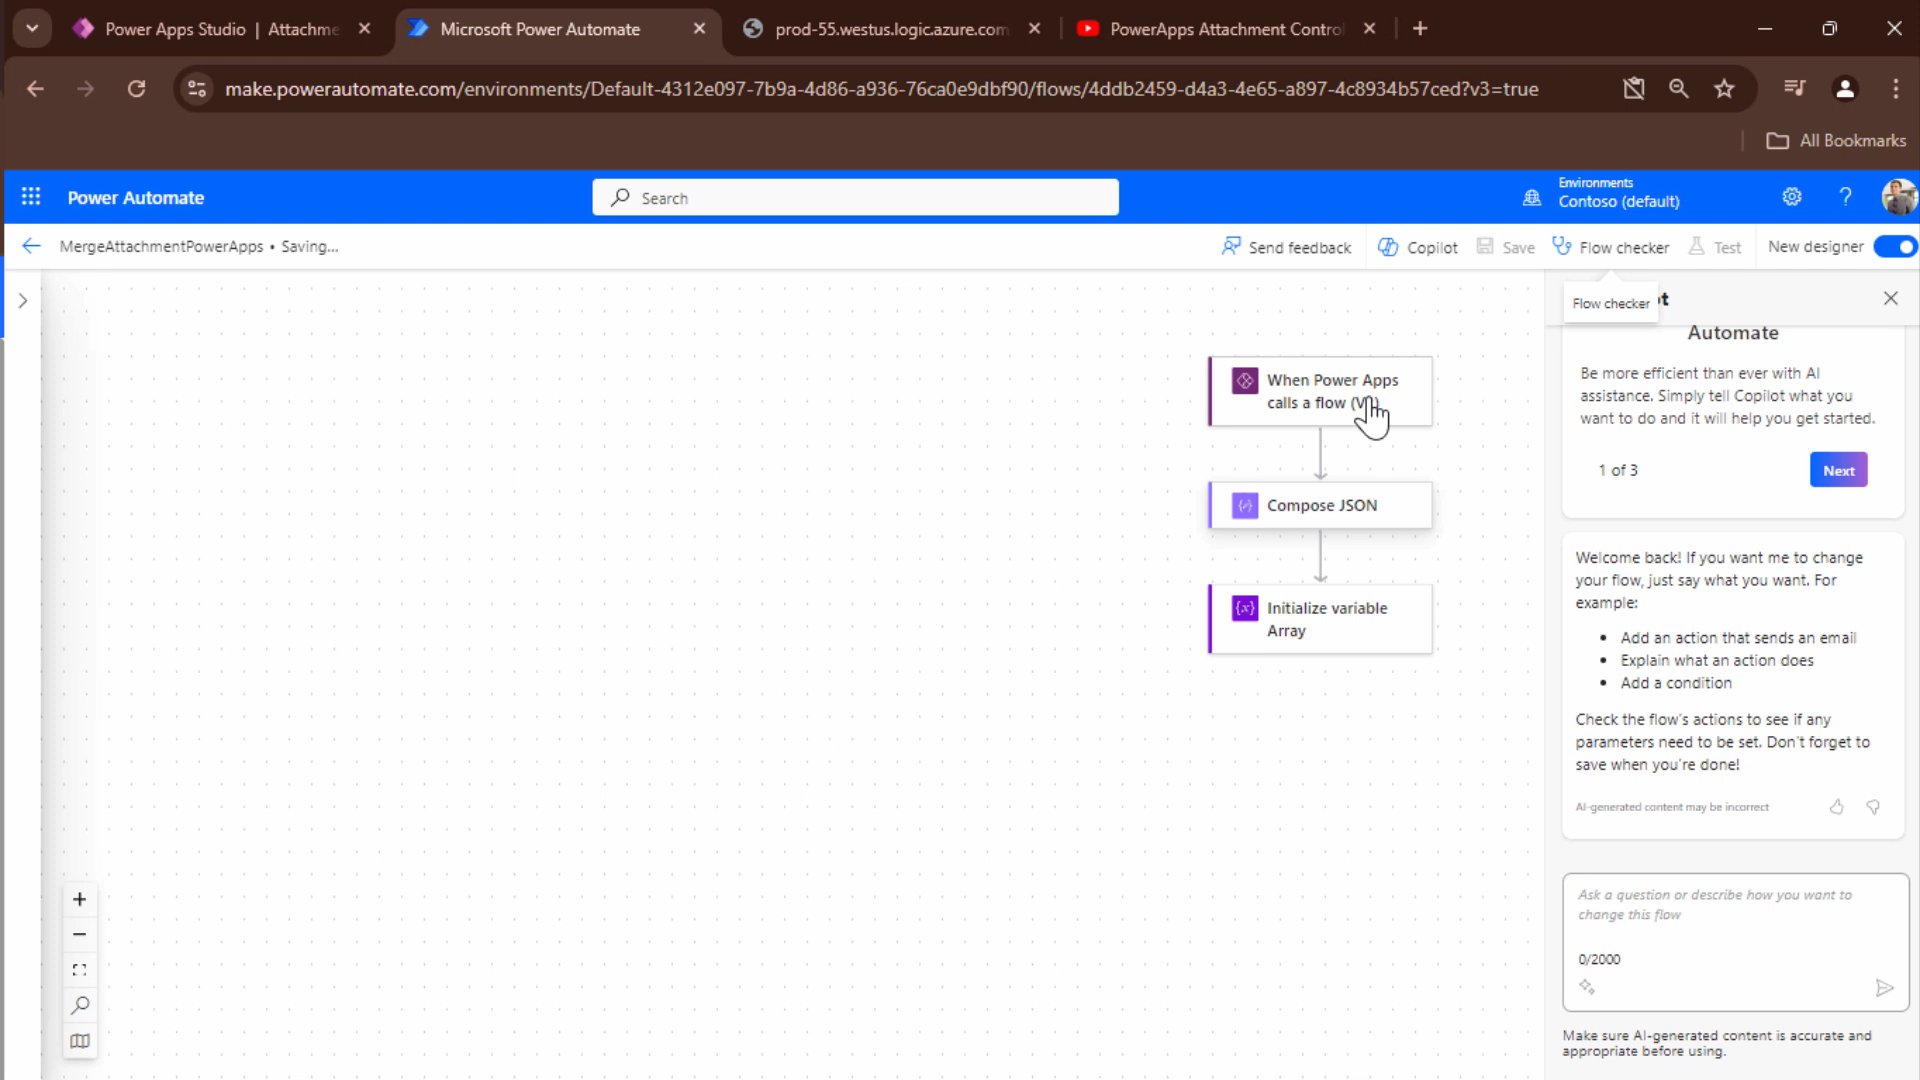 Power Apps Studio | Attachme
Microsoft Power Automate
prod-55.westus.logic.azure.com
PowerApps Attachment Control
make.powerautomate.com/environments/Default-4312e097-7b9a-4d86-a936-76ca0e9dbf90/flows/4ddb2459-d4a3-4e65-a897-4c8934b57ced?v3=true
All Bookmarks
Power Automate
Search
Environments
Contoso (default)
MergeAttachmentPowerApps • Saving...
Send feedback
Copilot
Save
Flow checker
Test
New designer
Flow checker
Automate
Be more efficient than ever with AI
assistance. Simply tell Copilot what you
want to do and it will help you get started.
1 of 3
Next
When Power Apps
calls a flow
Compose JSON
Initialize variable
Array
Welcome back! If you want me to change
your flow, just say what you want. For
example:
• Add an action that sends an email
• Explain what an action does
• Add a condition
Check the flow's actions to see if any
parameters need to be set. Don't forget to
save when you're done!
AI-generated content may be incorrect
Ask a question or describe how you want to
change this flow
0/2000
Make sure AI-generated content is accurate and
appropriate before using.